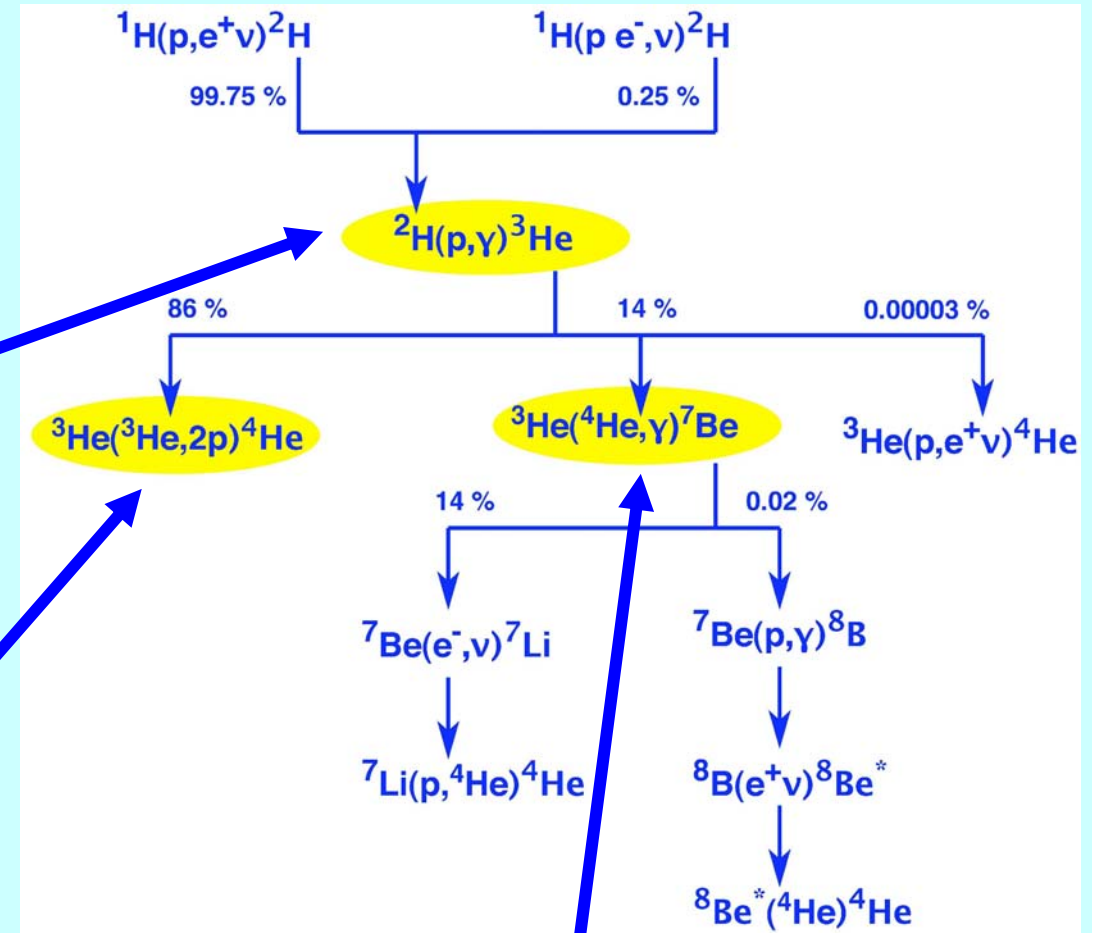 ¹H(p,e⁺ν)²H
¹H(p e⁻,ν)²H
99.75 %
0.25 %
²H(p,γ)³He
86 %
14 %
0.00003 %
³He(³He,2p)⁴He
³He(⁴He,γ)⁷Be
³He(p,e⁺ν)⁴He
14 %
0.02 %
⁷Be(e⁻,ν)⁷Li
⁷Be(p,γ)⁸B
⁷Li(p,⁴He)⁴He
⁸B(e⁺ν)⁸Be*
⁸Be*(⁴He)⁴He